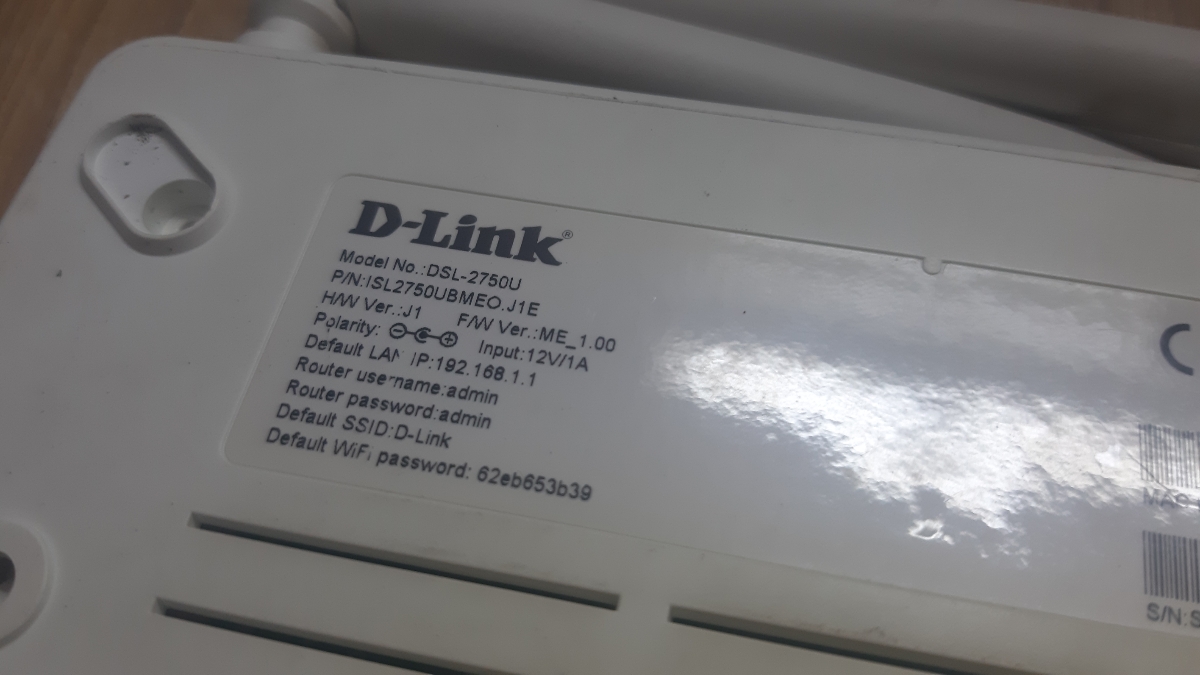 D-Link®
Model No.:DSL-2750U
P/N:ISL2750UBMEO.J1E
H/W Ver.:J1 F/W Ver.:ME_1.00
Polarity: Input:12V/1A
Default LAN IP:192.168.1.1
Router username:admin
Router password:admin
Default SSID:D-Link
Default WiFi password: 62eb653b39
MAC
S/N:S